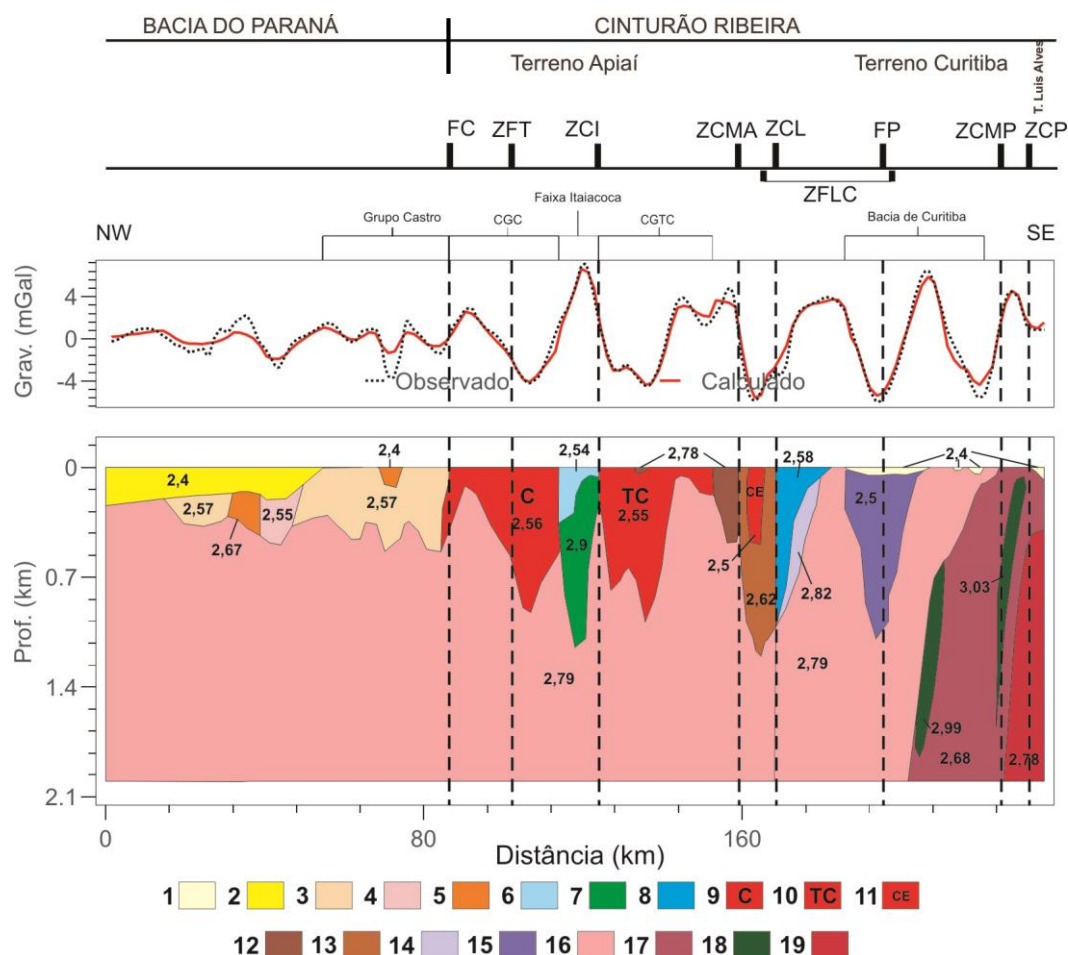 BACIA DO PARANÁ
CINTURÃO RIBEIRA
Terreno Apiaí
Terreno Curitiba
T. Luis Alves
FC
ZFT
ZCI
ZCMA
ZCL
FP
ZCMP
ZCP
ZFLC
Faixa Itaiacoca
Grupo Castro
CGC
CGTC
Bacia de Curitiba
NW
SE
Grav. (mGal)
4
0
-4
Observado
Calculado
Prof. (km)
0
0.7
1.4
2.1
2,4
2,4
2,54
2,78
2,58
2,4
2,57
2,57
2,55
2,67
C
2,56
TC
2,55
CE
2,5
2,9
2,5
2,62
2,82
3,03
2,79
2,79
2,99
2,68
2,78
0
80
160
Distância (km)
1 2 3 4 5 6 7 8 9 C 10 TC 11 CE
12 13 14 15 16 17 18 19